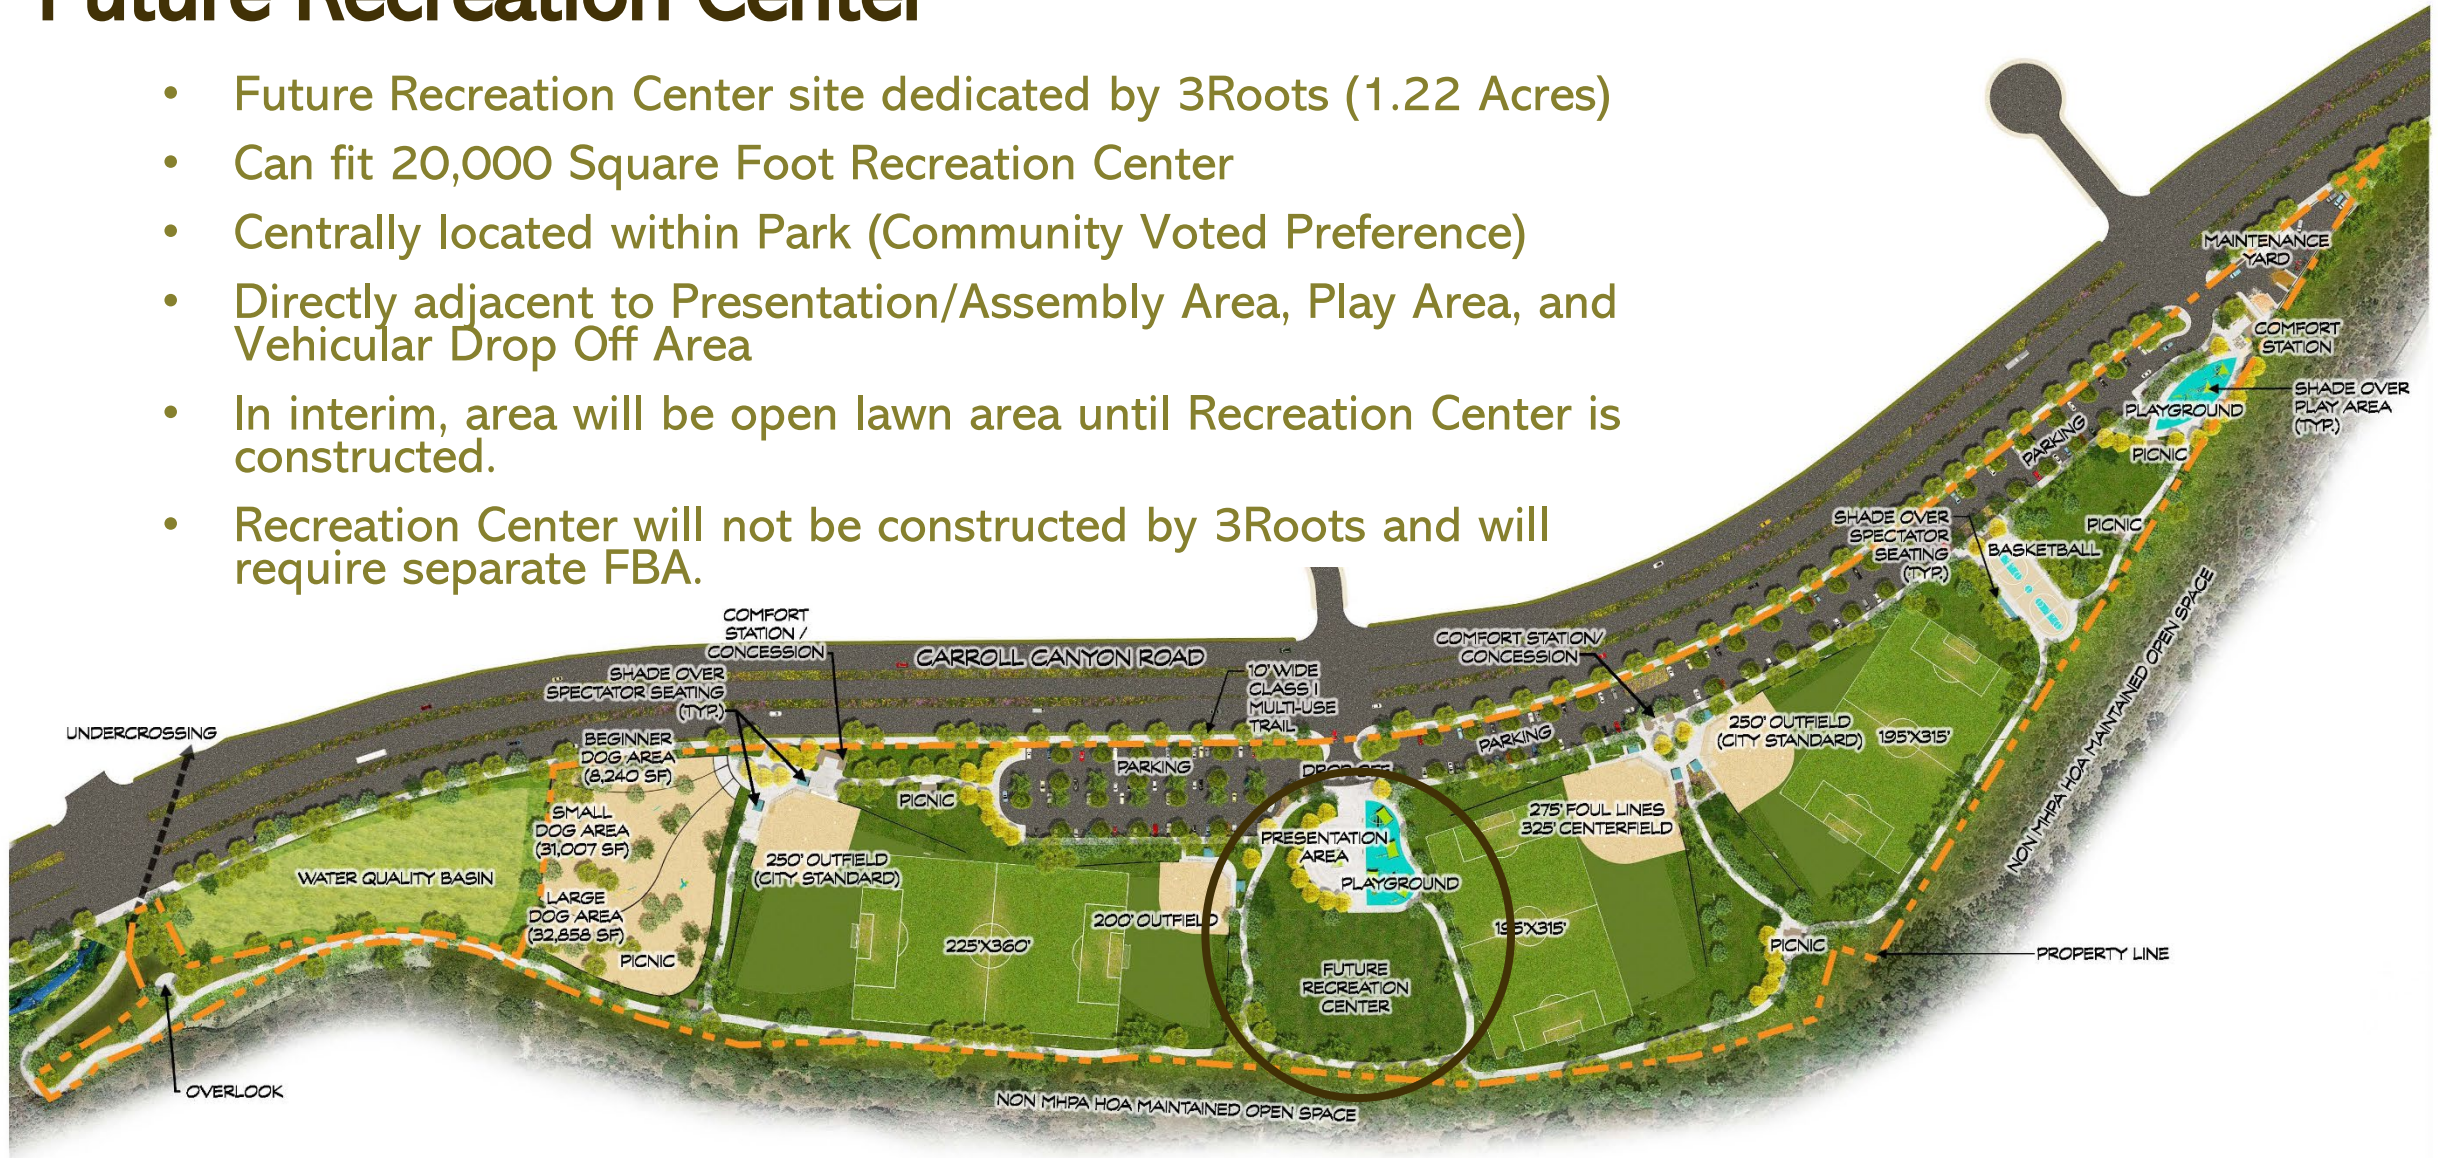 Future Recreation Center
• Future Recreation Center site dedicated by 3Roots (1.22 Acres)
• Can fit 20,000 Square Foot Recreation Center
• Centrally located within Park (Community Voted Preference)
• Directly adjacent to Presentation/Assembly Area, Play Area, and
Vehicular Drop Off Area
• In interim, area will be open lawn area until Recreation Center is
constructed.
• Recreation Center will not be constructed by 3Roots and will
require separate FBA.
MAINTENANCE
YARD
COMFORT
STATION
SHADE OVER
PLAY AREA
(TYP.)
PLAYGROUND
PARKING
PICNIC
SHADE OVER
SPECTATOR
SEATING
(TYP.)
PICNIC
BASKETBALL
NON MHPA HOA MAINTAINED OPEN SPACE
COMFORT
STATION /
CONCESSION
SHADE OVER
SPECTATOR SEATING
(TYP.)
CARROLL CANYON ROAD
10' WIDE
CLASS 1
MULTI-USE
TRAIL
COMFORT STATION/
CONCESSION
UNDERCROSSING
BEGINNER
DOG AREA
(8,240 SF)
PARKING
DROP OFF
PARKING
250' OUTFIELD
(CITY STANDARD)
195'X315'
PICNIC
SMALL
DOG AREA
(31,007 SF)
275' FOUL LINES
325' CENTERFIELD
PRESENTATION
AREA
250' OUTFIELD
(CITY STANDARD)
WATER QUALITY BASIN
PLAYGROUND
LARGE
DOG AREA
(32,858 SF)
200' OUTFIELD
195'X315'
225'X360'
PICNIC
PICNIC
PROPERTY LINE
FUTURE
RECREATION
CENTER
OVERLOOK
NON MHPA HOA MAINTAINED OPEN SPACE